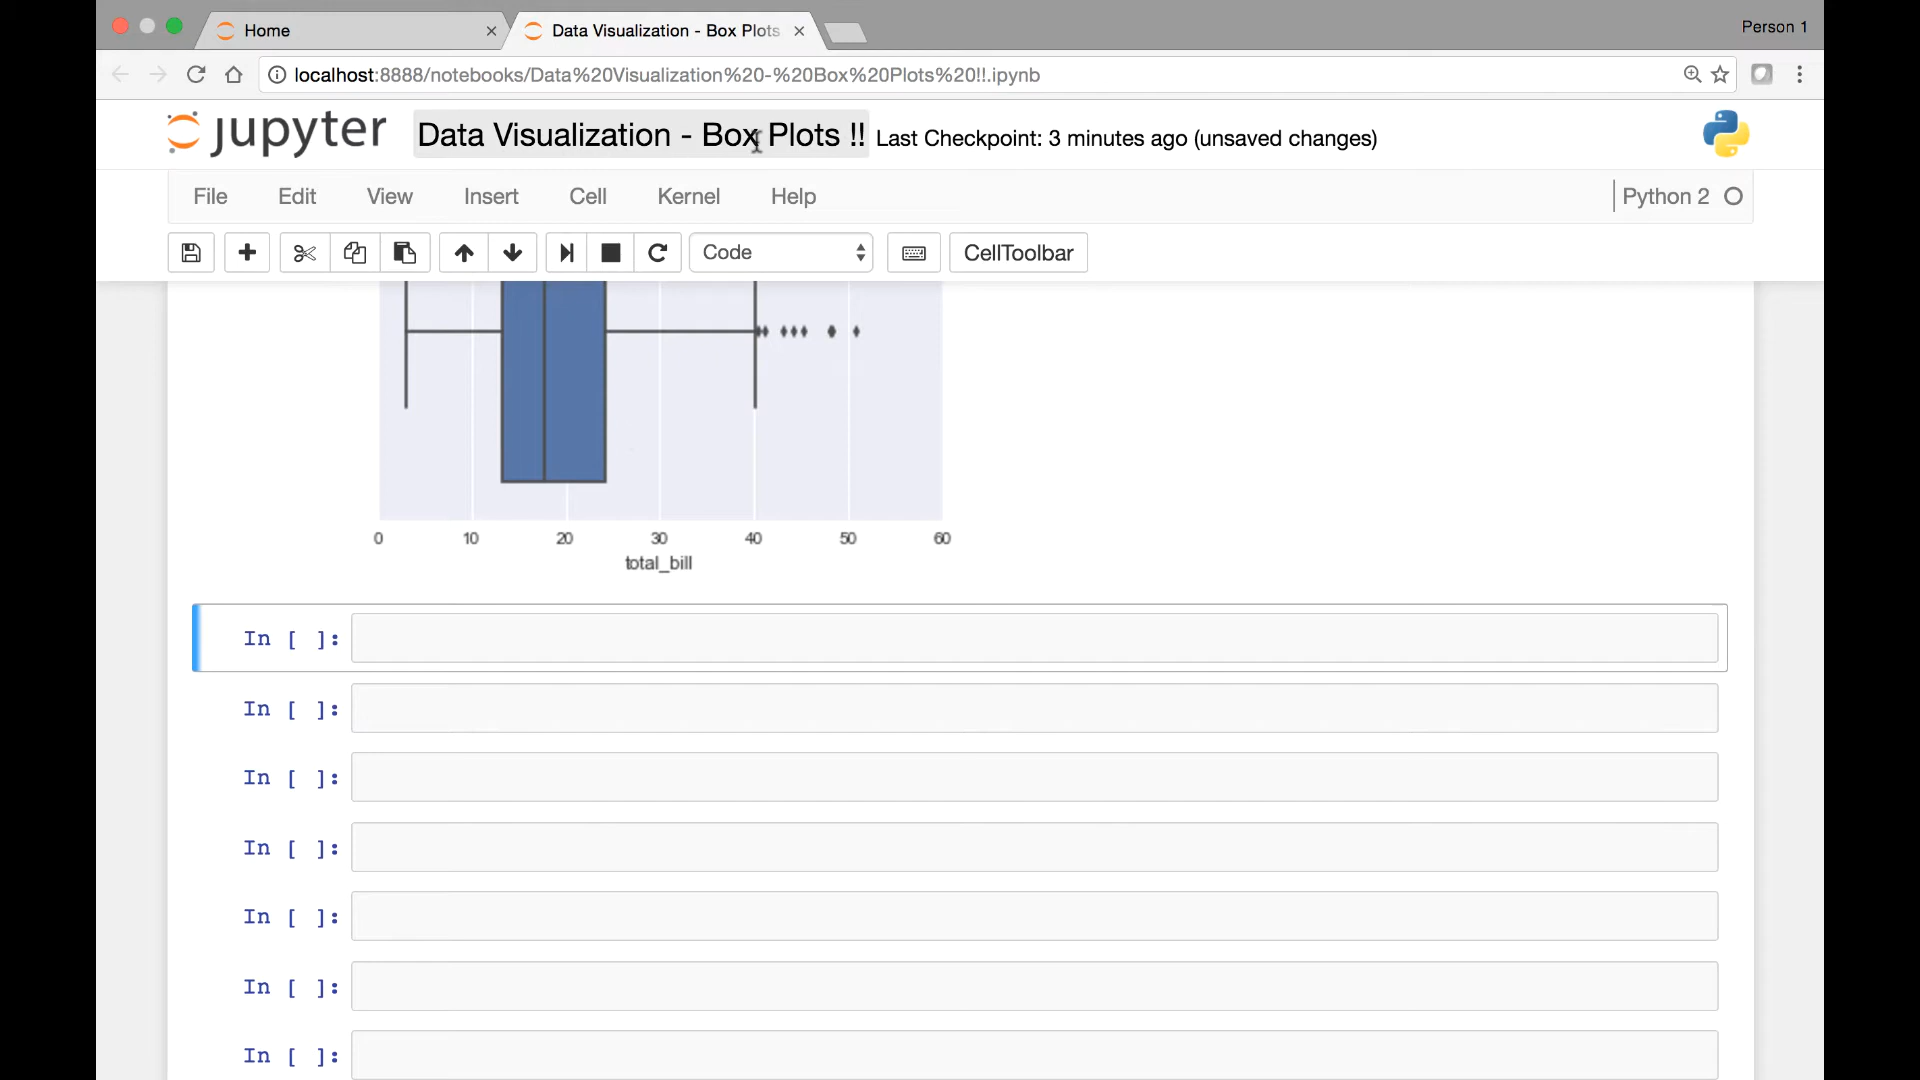 Home
Data Visualization - Box Plots
Person 1
localhost:8888/notebooks/Data%20Visualization%20-%20Box%20Plots%20!!.ipynb
jupyter Data Visualization - Box Plots !! Last Checkpoint: 3 minutes ago (unsaved changes)
File Edit View Insert Cell Kernel Help Python 2
Code CellToolbar
0 10 20 30 40 50 60
total_bill
In [ ]:
In [ ]:
In [ ]:
In [ ]:
In [ ]:
In [ ]:
In [ ]: